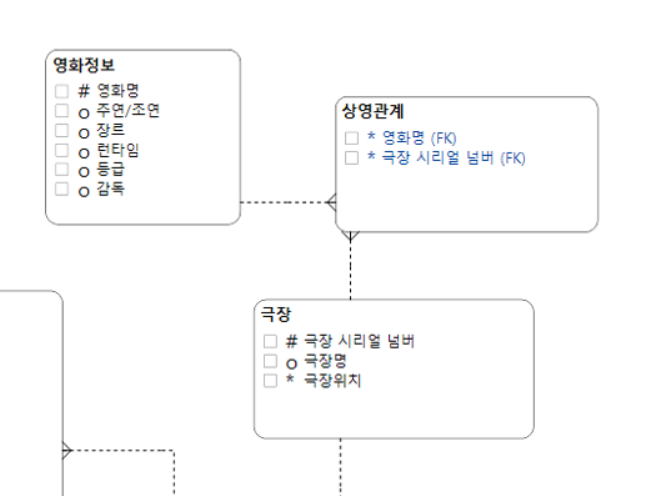 영화정보
# 영화명
o 주연/조연
o 장르
o 런타임
o 등급
o 감독
상영관계
* 영화명 (FK)
* 극장 시리얼 넘버 (FK)
극장
# 극장 시리얼 넘버
o 극장명
* 극장위치